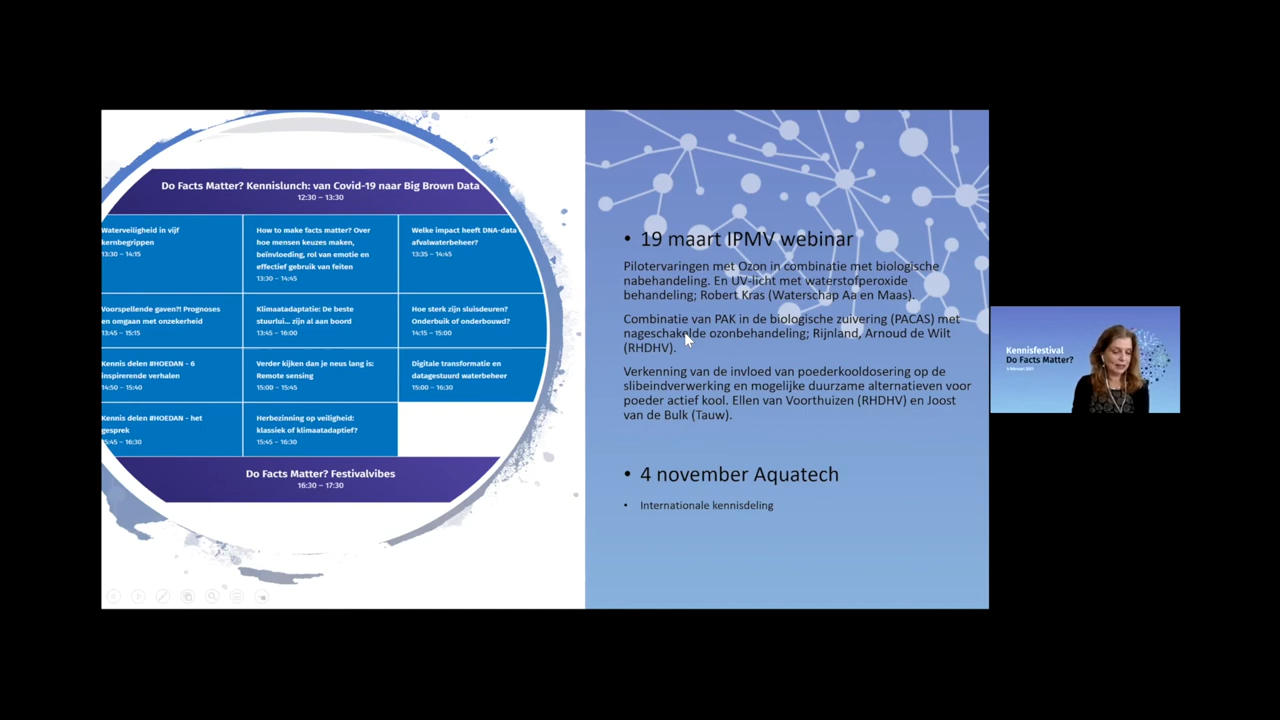 Do Facts Matter? Kennislunch: van Covid-19 naar Big Brown Data
12:30 – 13:30
Waterveiligheid in vijf
kernbegrippen
13:30 – 14:15
How to make facts matter? Over
hoe mensen keuzes maken,
beïnvloeding, rol van emotie en
effectief gebruik van feiten
13:30 – 14:45
Welke impact heeft DNA-data
afvalwaterbeheer?
13:35 – 14:45
Voorspellende gaven?! Prognoses
en omgaan met onzekerheid
13:45 – 15:15
Klimaatadaptatie: De beste
stuurlui... zijn al aan boord
13:45 – 16:00
Hoe sterk zijn sluisdeuren?
Onderbuik of onderbouwd?
14:15 – 15:00
Kennis delen #HOEDAN - 6
inspirerende verhalen
14:50 – 15:40
Verder kijken dan je neus lang is:
Remote sensing
15:00 – 15:45
Digitale transformatie en
datagestuurd waterbeheer
15:00 – 16:30
Kennis delen #HOEDAN - het
gesprek
15:45 – 16:30
Herbezinning op veiligheid:
klassiek of klimaatadaptief?
15:45 – 16:30
Do Facts Matter? Festivalvibes
16:30 – 17:30
• 19 maart IPMV webinar
Pilotervaringen met Ozon in combinatie met biologische
nabehandeling. En UV-licht met waterstofperoxide
behandeling; Robert Kras (Waterschap Aa en Maas).
Combinatie van PAK in de biologische zuivering (PACAS) met
nageschakelde ozonbehandeling; Rijnland, Arnoud de Wilt
(RHDHV).
Verkenning van de invloed van poederkooldosering op de
slibeindverwerking en mogelijke duurzame alternatieven voor
poeder actief kool. Ellen van Voorthuizen (RHDHV) en Joost
van de Bulk (Tauw).
• 4 november Aquatech
• Internationale kennisdeling
Kennisfestival
Do Facts Matter?